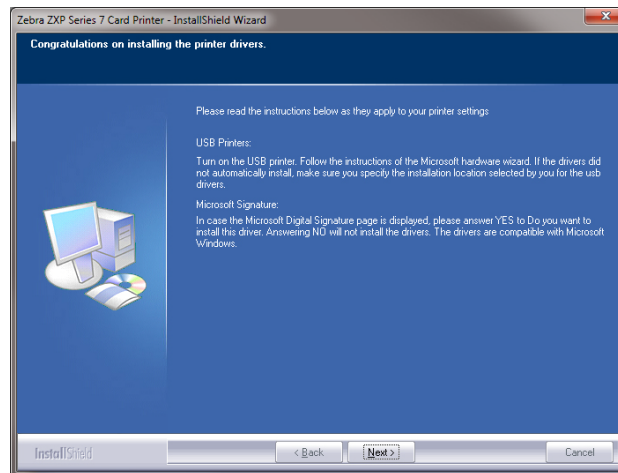 Zebra ZXP Series 7 Card Printer - InstallShield Wizard
Congratulations on installing the printer drivers.
Please read the instructions below as they apply to your printer settings
USB Printers:
Turn on the USB printer. Follow the instructions of the Microsoft hardware wizard. If the drivers did
not automatically install, make sure you specify the installation location selected by you for the usb
drivers.
Microsoft Signature:
In case the Microsoft Digital Signature page is displayed, please answer YES to Do you want to
install this driver. Answering NO will not install the drivers. The drivers are compatible with Microsoft
Windows.
InstallShield
< Back
Next >
Cancel